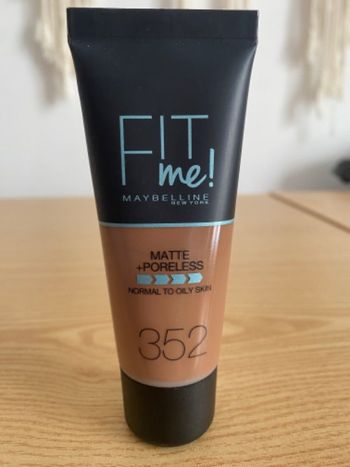 FIT
me!
MAYBELLINE
NEW YORK
MATTE
+PORELESS
NORMAL TO OILY SKIN
352